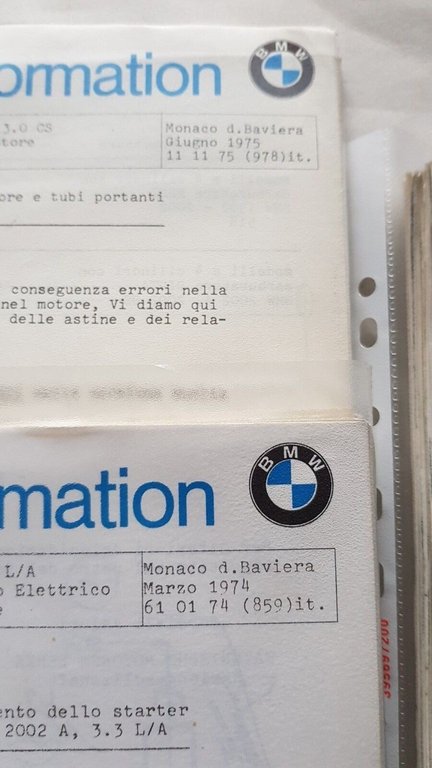 ormation
BMW
3.0 CS
tore
Monaco d.Baviera
Giugno 1975
11 11 75 (978)it.
ore e tubi portanti
conseguenza errori nella
nel motore, Vi diamo qui
delle astine e dei rela-
mation
BMW
L/A
o Elettrico
e
Monaco d.Baviera
Marzo 1974
61 01 74 (859)it.
ento dello starter
2002 A, 3.3 L/A